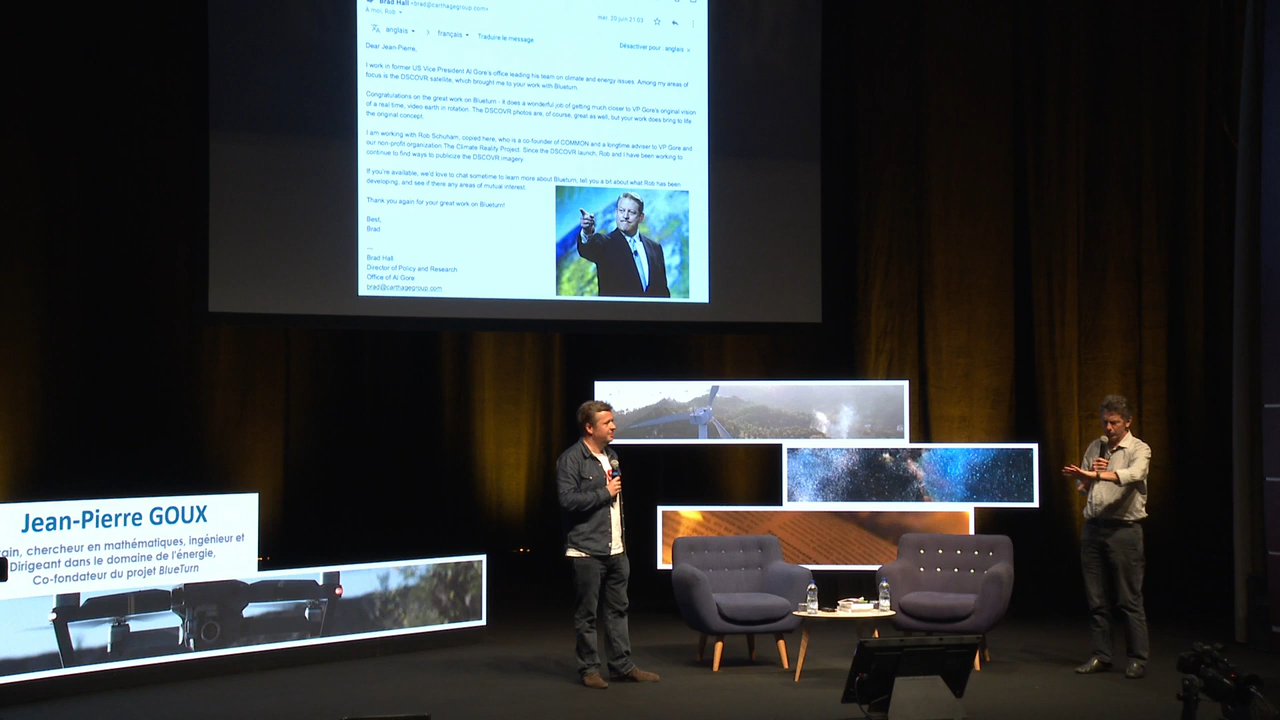 Brad Hall <brad@carthagegroup.com>
À moi, Rob
mar. 20 juin 21:03
anglais > français Traduire le message
Désactiver pour : anglais x
Dear Jean-Pierre,
I work in former US Vice President Al Gore's office leading his team on climate and energy issues. Among my areas of
focus is the DSCOVR satellite, which brought me to your work with Blueturn.
Congratulations on the great work on Blueturn - it does a wonderful job of getting much closer to VP Gore's original vision
of a real time, video earth in rotation. The DSCOVR photos are, of course, great as well, but your work does bring to life
the original concept.
I am working with Rob Schuham, copied here, who is a co-founder of COMMON and a longtime adviser to VP Gore and
our non-profit organization The Climate Reality Project. Since the DSCOVR launch, Rob and I have been working to
continue to find ways to publicize the DSCOVR imagery.
If you're available, we'd love to chat sometime to learn more about Blueturn, tell you a bit about what Rob has been
developing, and see if there any areas of mutual interest.
Thank you again for your great work on Blueturn!
Best,
Brad
—
Brad Hall
Director of Policy and Research
Office of Al Gore
brad@carthagegroup.com
Jean-Pierre GOUX
ain, chercheur en mathématiques, ingénieur et
Dirigeant dans le domaine de l'énergie,
Co-fondateur du projet BlueTurn